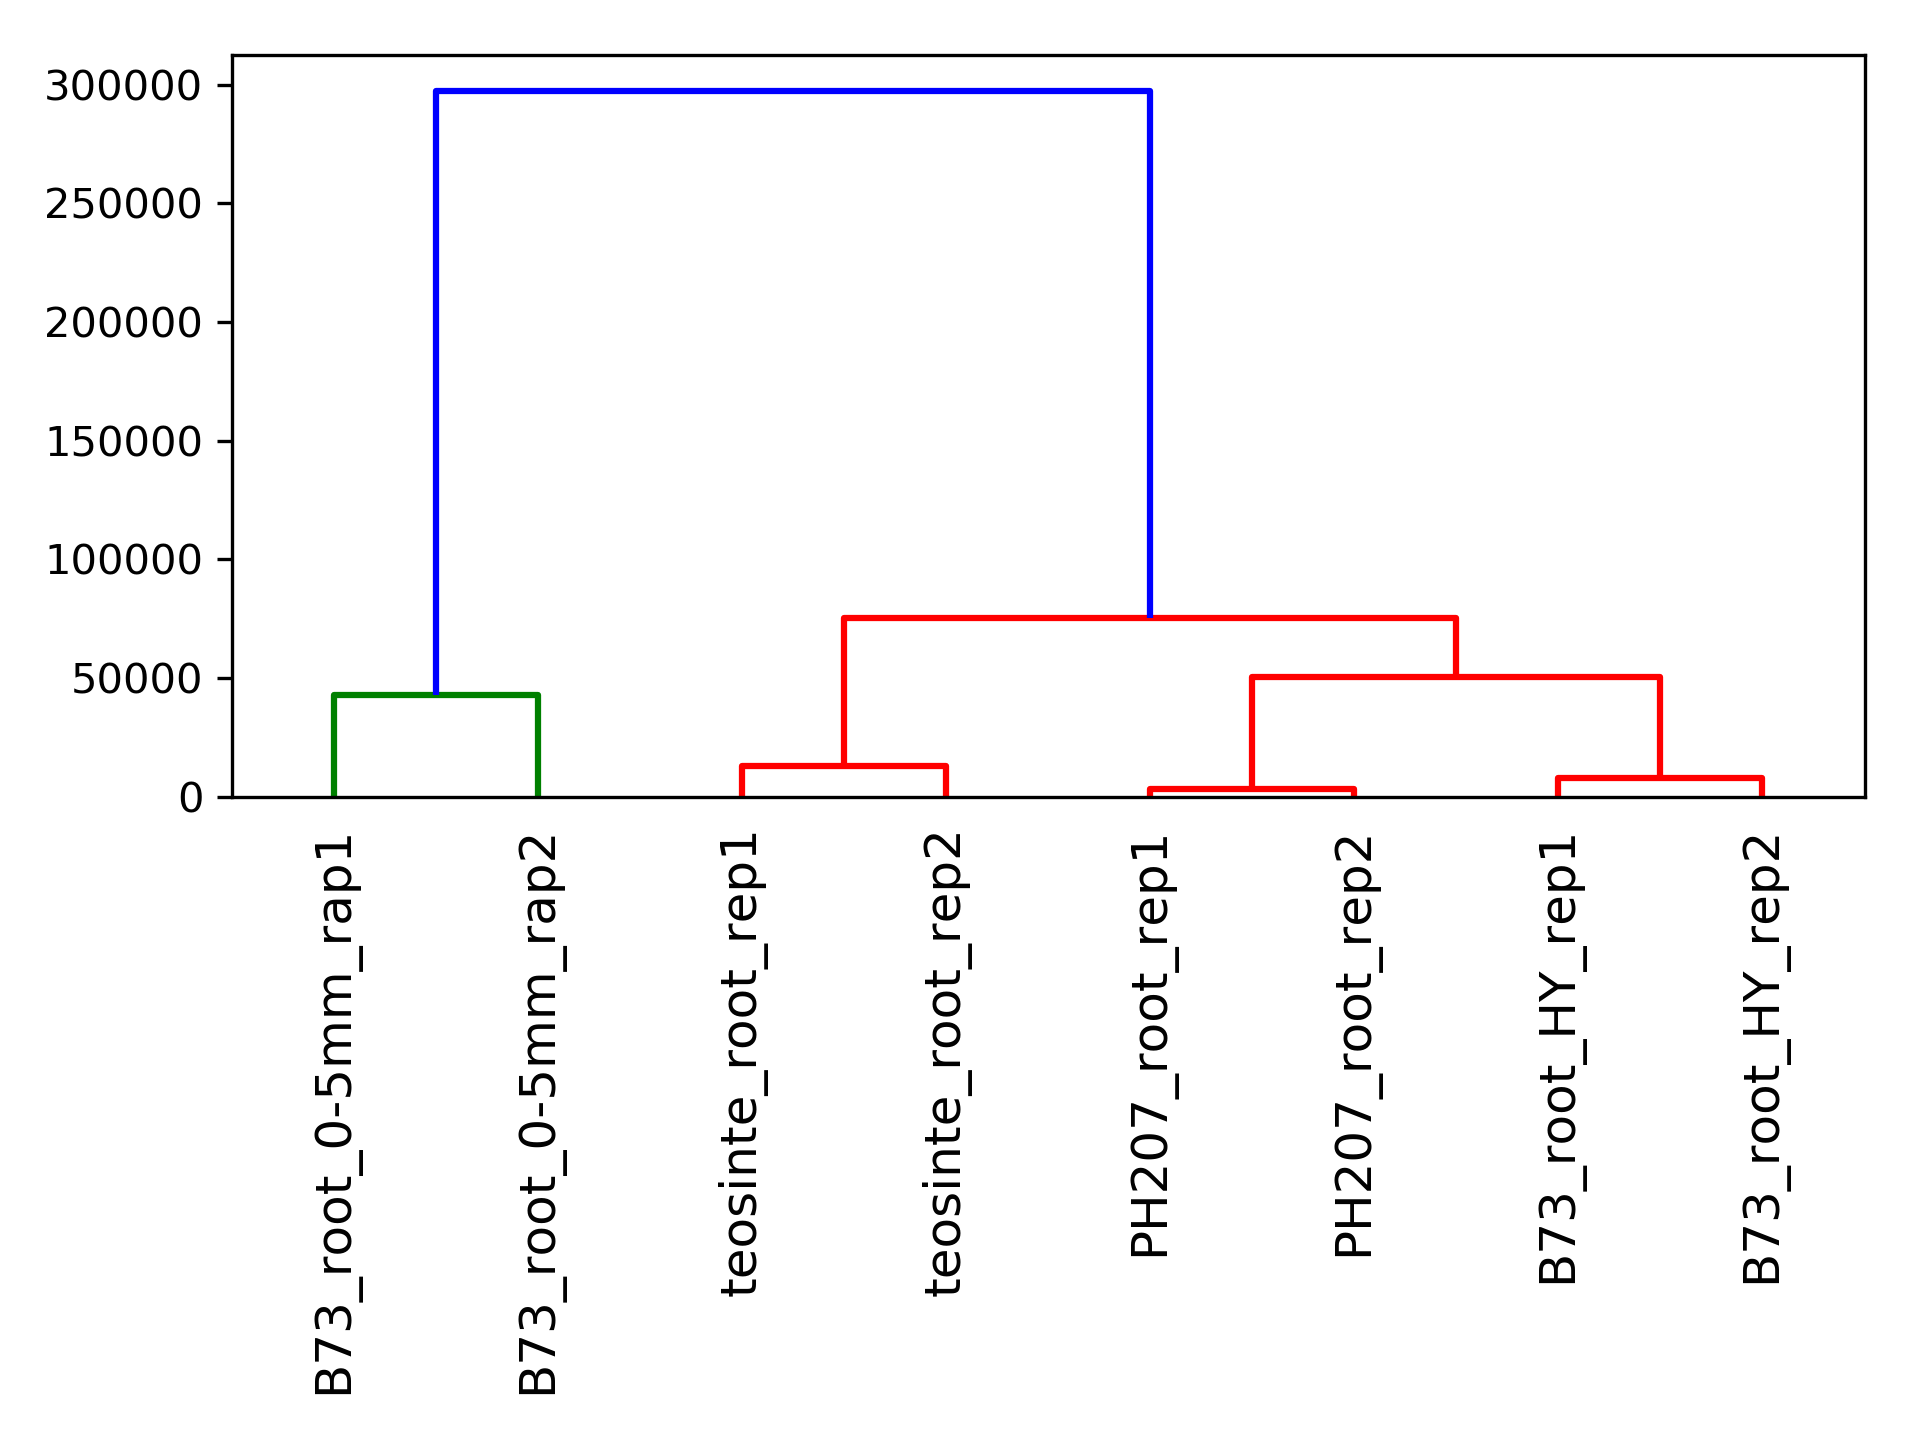 300000
250000
200000
150000
100000
50000
0
B73_root_0-5mm_rap1
B73_root_0-5mm_rap2
teosinte_root_rep1
teosinte_root_rep2
PH207_root_rep1
PH207_root_rep2
B73_root_HY_rep1
B73_root_HY_rep2